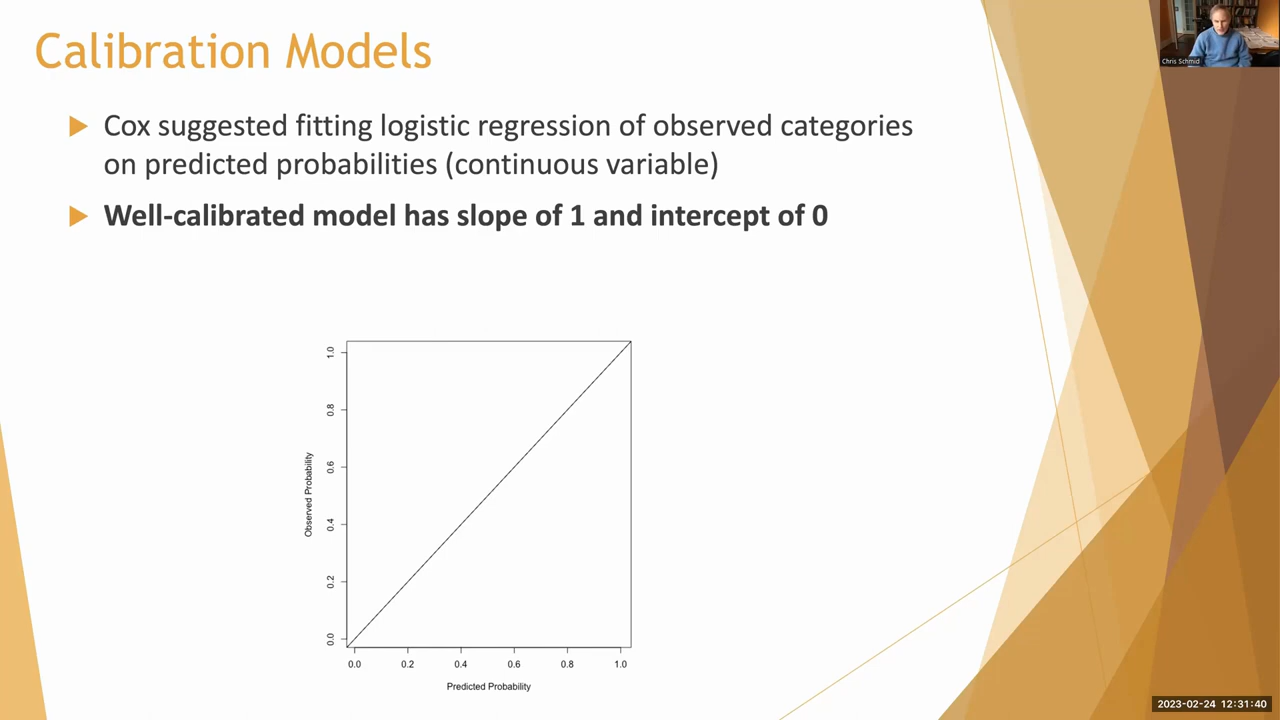 Calibration Models
Chris Schmid
Cox suggested fitting logistic regression of observed categories
on predicted probabilities (continuous variable)
Well-calibrated model has slope of 1 and intercept of 0
1.0
0.8
0.6
0.4
0.2
0.0
Observed Probability
0.0 0.2 0.4 0.6 0.8 1.0
Predicted Probability
2023-02-24 12:31:40